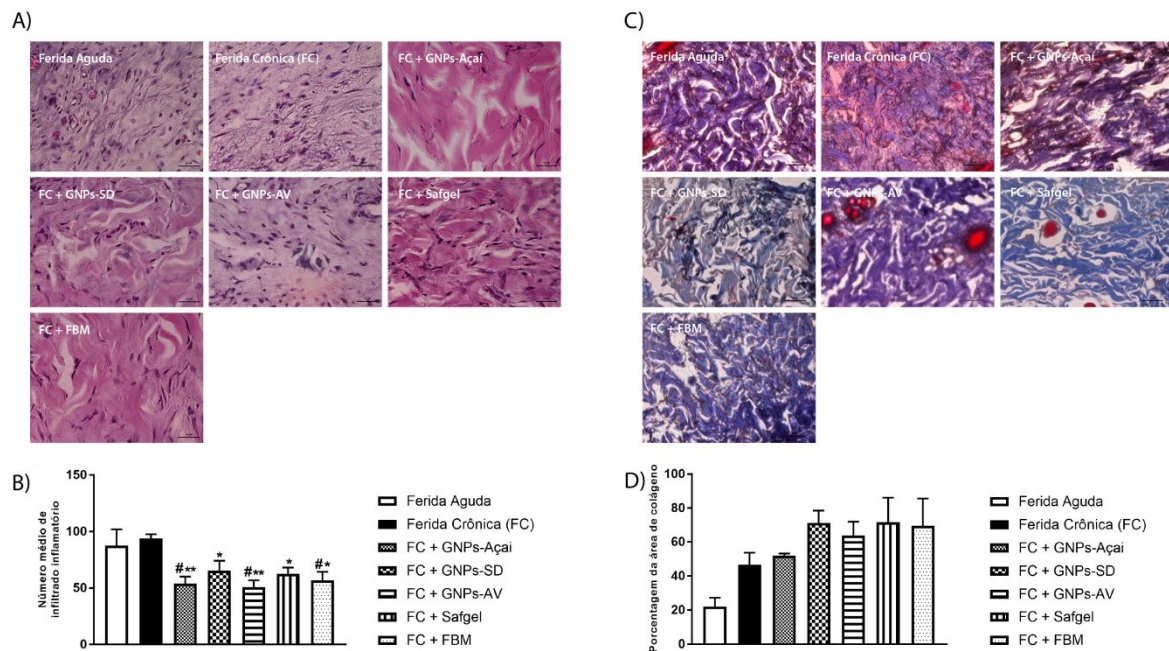 A)
Ferida Aguda
Ferida Crônica (FC)
FC + GNPs-Açaí
FC + GNPs-SD
FC + GNPs-AV
FC + Safgel
FC + FBM
C)
Ferida Aguda
Ferida Crônica (FC)
FC + GNPs-Açaí
FC + GNPs-SD
FC + GNPs-AV
FC + Safgel
FC + FBM
B)
Número médio de
infiltrado inflamatório
150
100
50
0
#**
*
#**
*
#*
Ferida Aguda
Ferida Crônica (FC)
FC + GNPs-Açai
FC + GNPs-SD
FC + GNPs-AV
FC + Safgel
FC + FBM
D)
Porcentagem da área de colágeno
80
60
40
20
0
Ferida Aguda
Ferida Crônica (FC)
FC + GNPs-Açai
FC + GNPs-SD
FC + GNPs-AV
FC + Safgel
FC + FBM